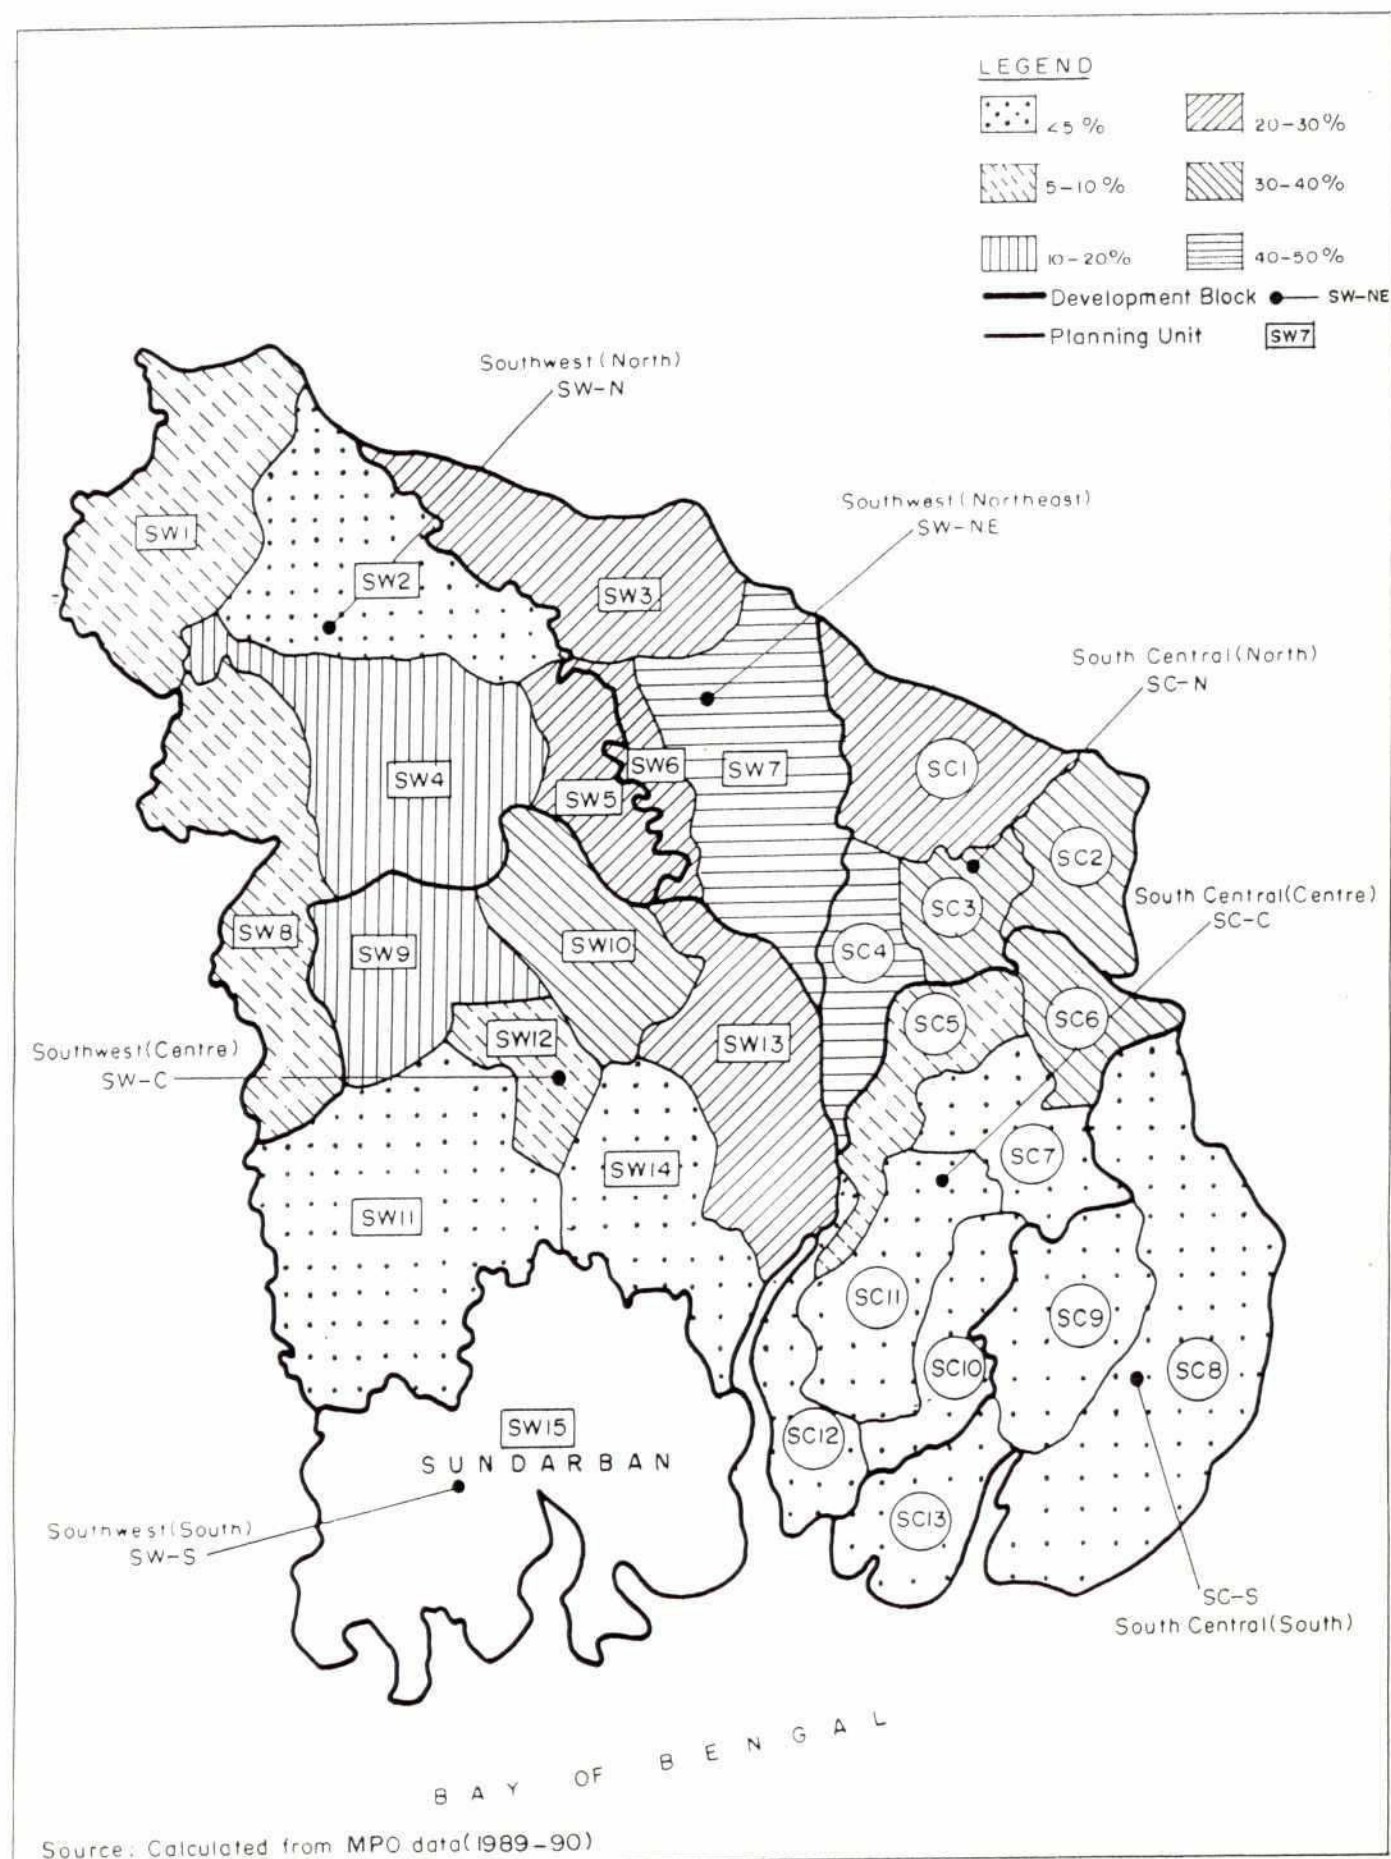 LEGEND
<5 %
20-30%
5-10 %
30-40%
10-20%
40-50%
Development Block SW-NE
Planning Unit SW7
Southwest (North)
SW-N
Southwest (Northeast)
SW-NE
South Central (North)
SC-N
South Central (Centre)
SC-C
SW1
SW2
SW3
SW4
SW5
SW6
SW7
SC1
SC2
SC3
SC4
SW8
SW9
SW10
SC5
SC6
SW12
SW13
Southwest (Centre)
SW-C
SW14
SC7
SW11
SC11
SC9
SC10
SC8
SC12
SW15
SUNDARBAN
SC13
Southwest (South)
SW-S
SC-S
South Central (South)
BAY OF BENGAL
Source: Calculated from MPO data (1989-90)